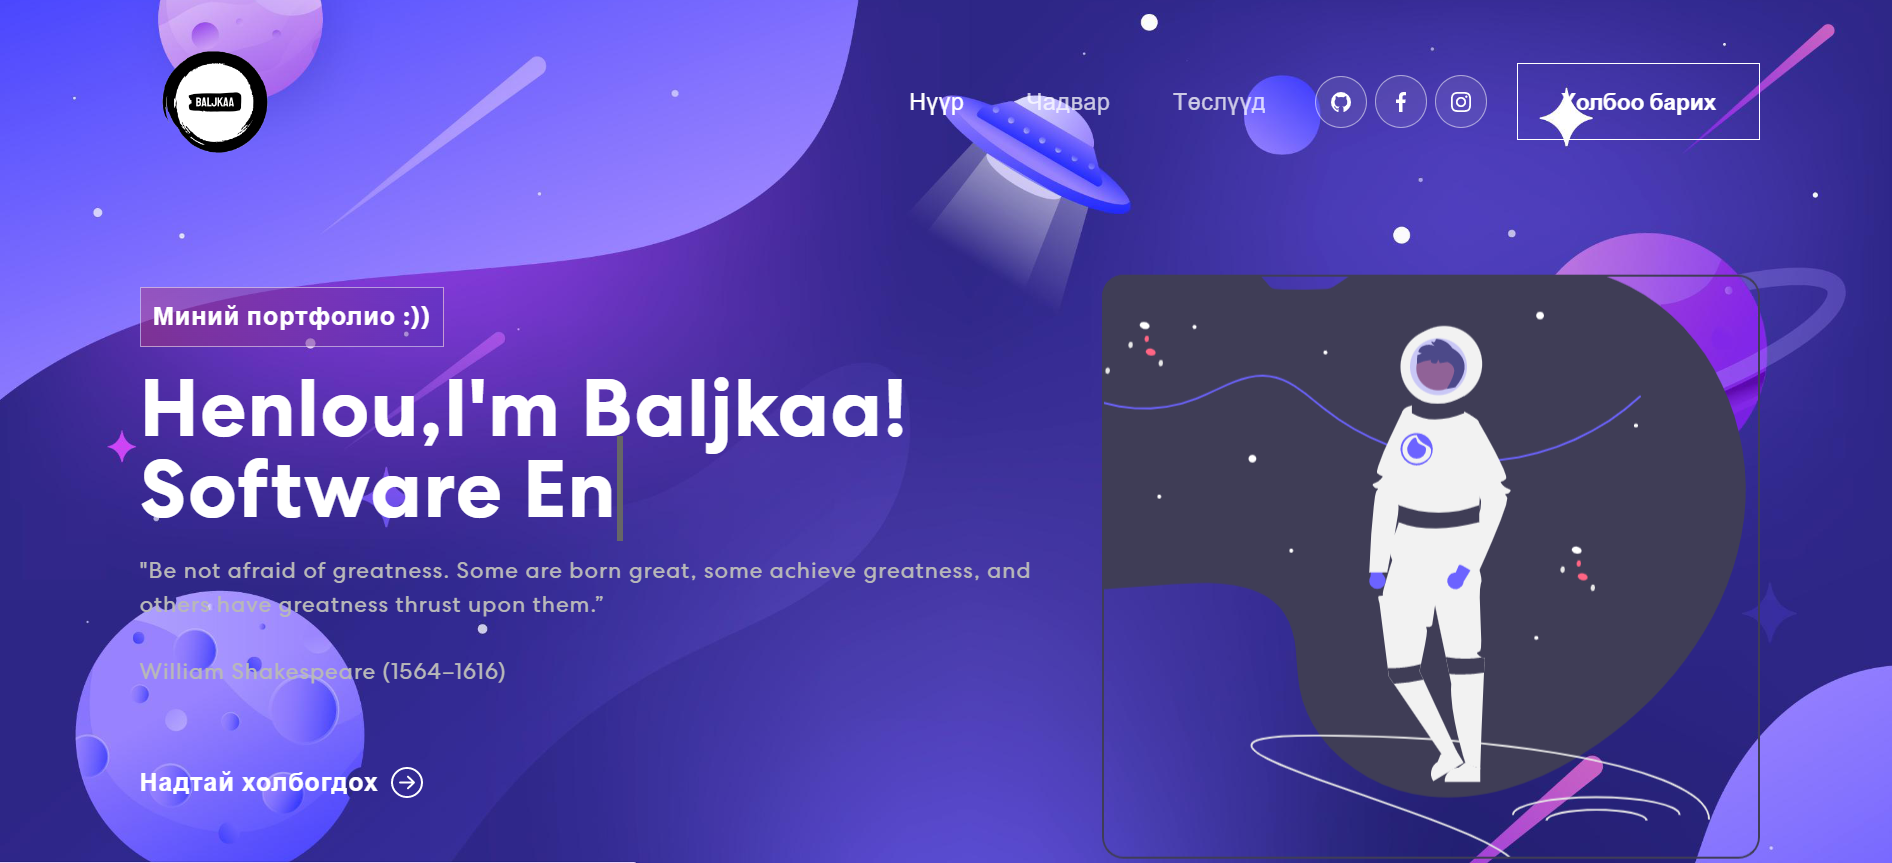 BALJKAA
Нүүр
Чадвар
Төслүүд
Холбоо барих
Миний портфолио :))
Henlou,I'm Baljkaa!
Software En
"Be not afraid of greatness. Some are born great, some achieve greatness, and
others have greatness thrust upon them.”
William Shakespeare (1564–1616)
Надтай холбогдох